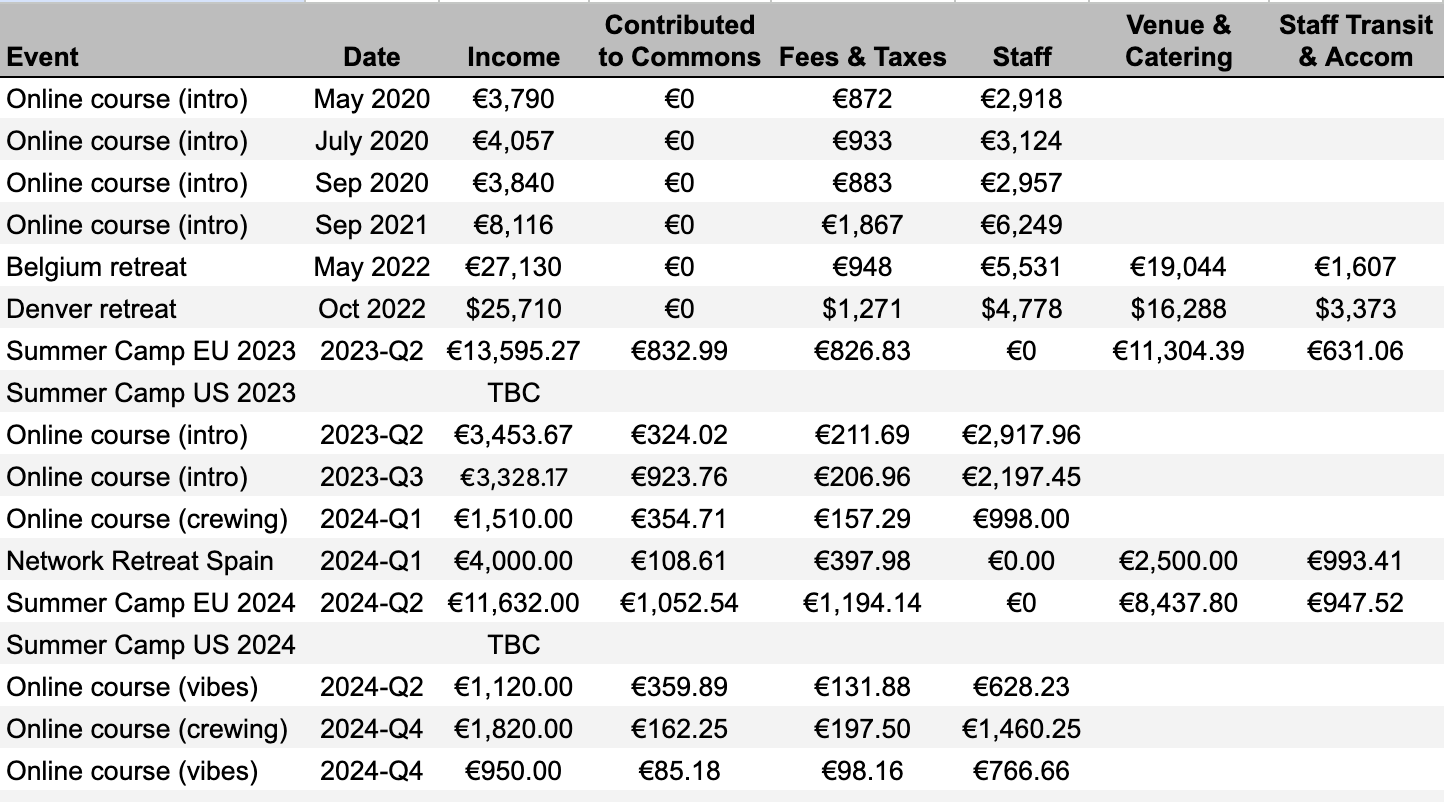 Event Date Income Contributed to Commons Fees & Taxes Staff Venue & Catering Staff Transit & Accom
Online course (intro) May 2020 €3,790 €0 €872 €2,918
Online course (intro) July 2020 €4,057 €0 €933 €3,124
Online course (intro) Sep 2020 €3,840 €0 €883 €2,957
Online course (intro) Sep 2021 €8,116 €0 €1,867 €6,249
Belgium retreat May 2022 €27,130 €0 €948 €5,531 €19,044 €1,607
Denver retreat Oct 2022 $25,710 €0 $1,271 $4,778 $16,288 $3,373
Summer Camp EU 2023 2023-Q2 €13,595.27 €832.99 €826.83 €0 €11,304.39 €631.06
Summer Camp US 2023 TBC
Online course (intro) 2023-Q2 €3,453.67 €324.02 €211.69 €2,917.96
Online course (intro) 2023-Q3 €3,328.17 €923.76 €206.96 €2,197.45
Online course (crewing) 2024-Q1 €1,510.00 €354.71 €157.29 €998.00
Network Retreat Spain 2024-Q1 €4,000.00 €108.61 €397.98 €0.00 €2,500.00 €993.41
Summer Camp EU 2024 2024-Q2 €11,632.00 €1,052.54 €1,194.14 €0 €8,437.80 €947.52
Summer Camp US 2024 TBC
Online course (vibes) 2024-Q2 €1,120.00 €359.89 €131.88 €628.23
Online course (crewing) 2024-Q4 €1,820.00 €162.25 €197.50 €1,460.25
Online course (vibes) 2024-Q4 €950.00 €85.18 €98.16 €766.66